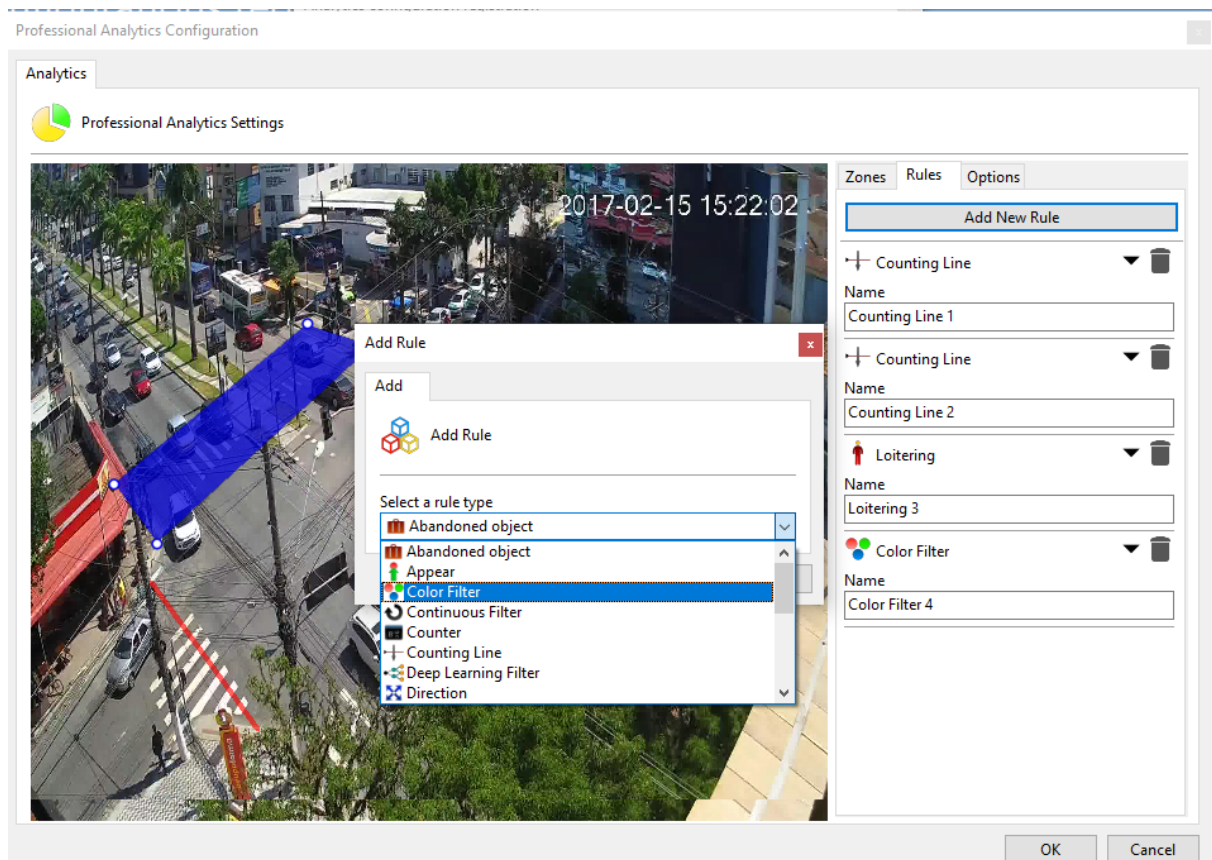 Professional Analytics Configuration
x
Analytics
Professional Analytics Settings
2017-02-15 15:22:02
Zones Rules Options
Add New Rule
Counting Line
Name
Counting Line 1
Counting Line
Name
Counting Line 2
Loitering
Name
Loitering 3
Color Filter
Name
Color Filter 4
Add Rule
x
Add
Add Rule
Select a rule type
Abandoned object
Abandoned object
Appear
Color Filter
Continuous Filter
Counter
Counting Line
Deep Learning Filter
Direction
OK Cancel